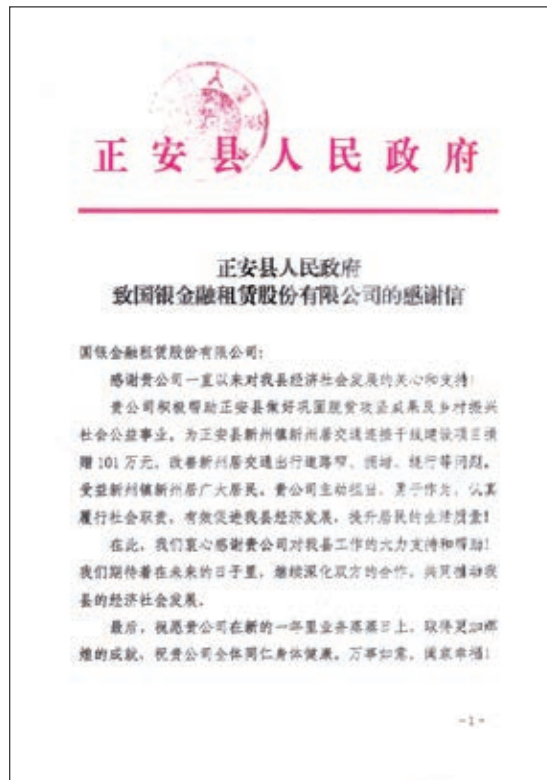 正安县人民政府
正安县人民政府
致国银金融租赁股份有限公司的感谢信
国银金融租赁股份有限公司：
感谢贵公司一直以来对我县经济社会发展的关心和支持！
贵公司积极帮助正安县做好巩固脱贫攻坚成果及乡村振兴
社会公益事业。为正安县新州镇新州居交通连接干线建设项目捐
赠101万元，改善新州居交通出行道路窄、拥堵、绕行等问题。
受益新州镇新州居广大居民。贵公司主动担当、勇于作为、认真
履行社会职责，有效促进我县经济发展，提升居民的生活质量！
在此，我们衷心感谢贵公司对我县工作的大力支持和帮助！
我们期待着在未来的日子里，继续深化双方的合作，共同推动我
县的经济社会发展。
最后，祝愿贵公司在新的一年里业务蒸蒸日上，取得更加辉
煌的成就，祝贵公司全体同仁身体健康，万事如意，阖家幸福！
-1-